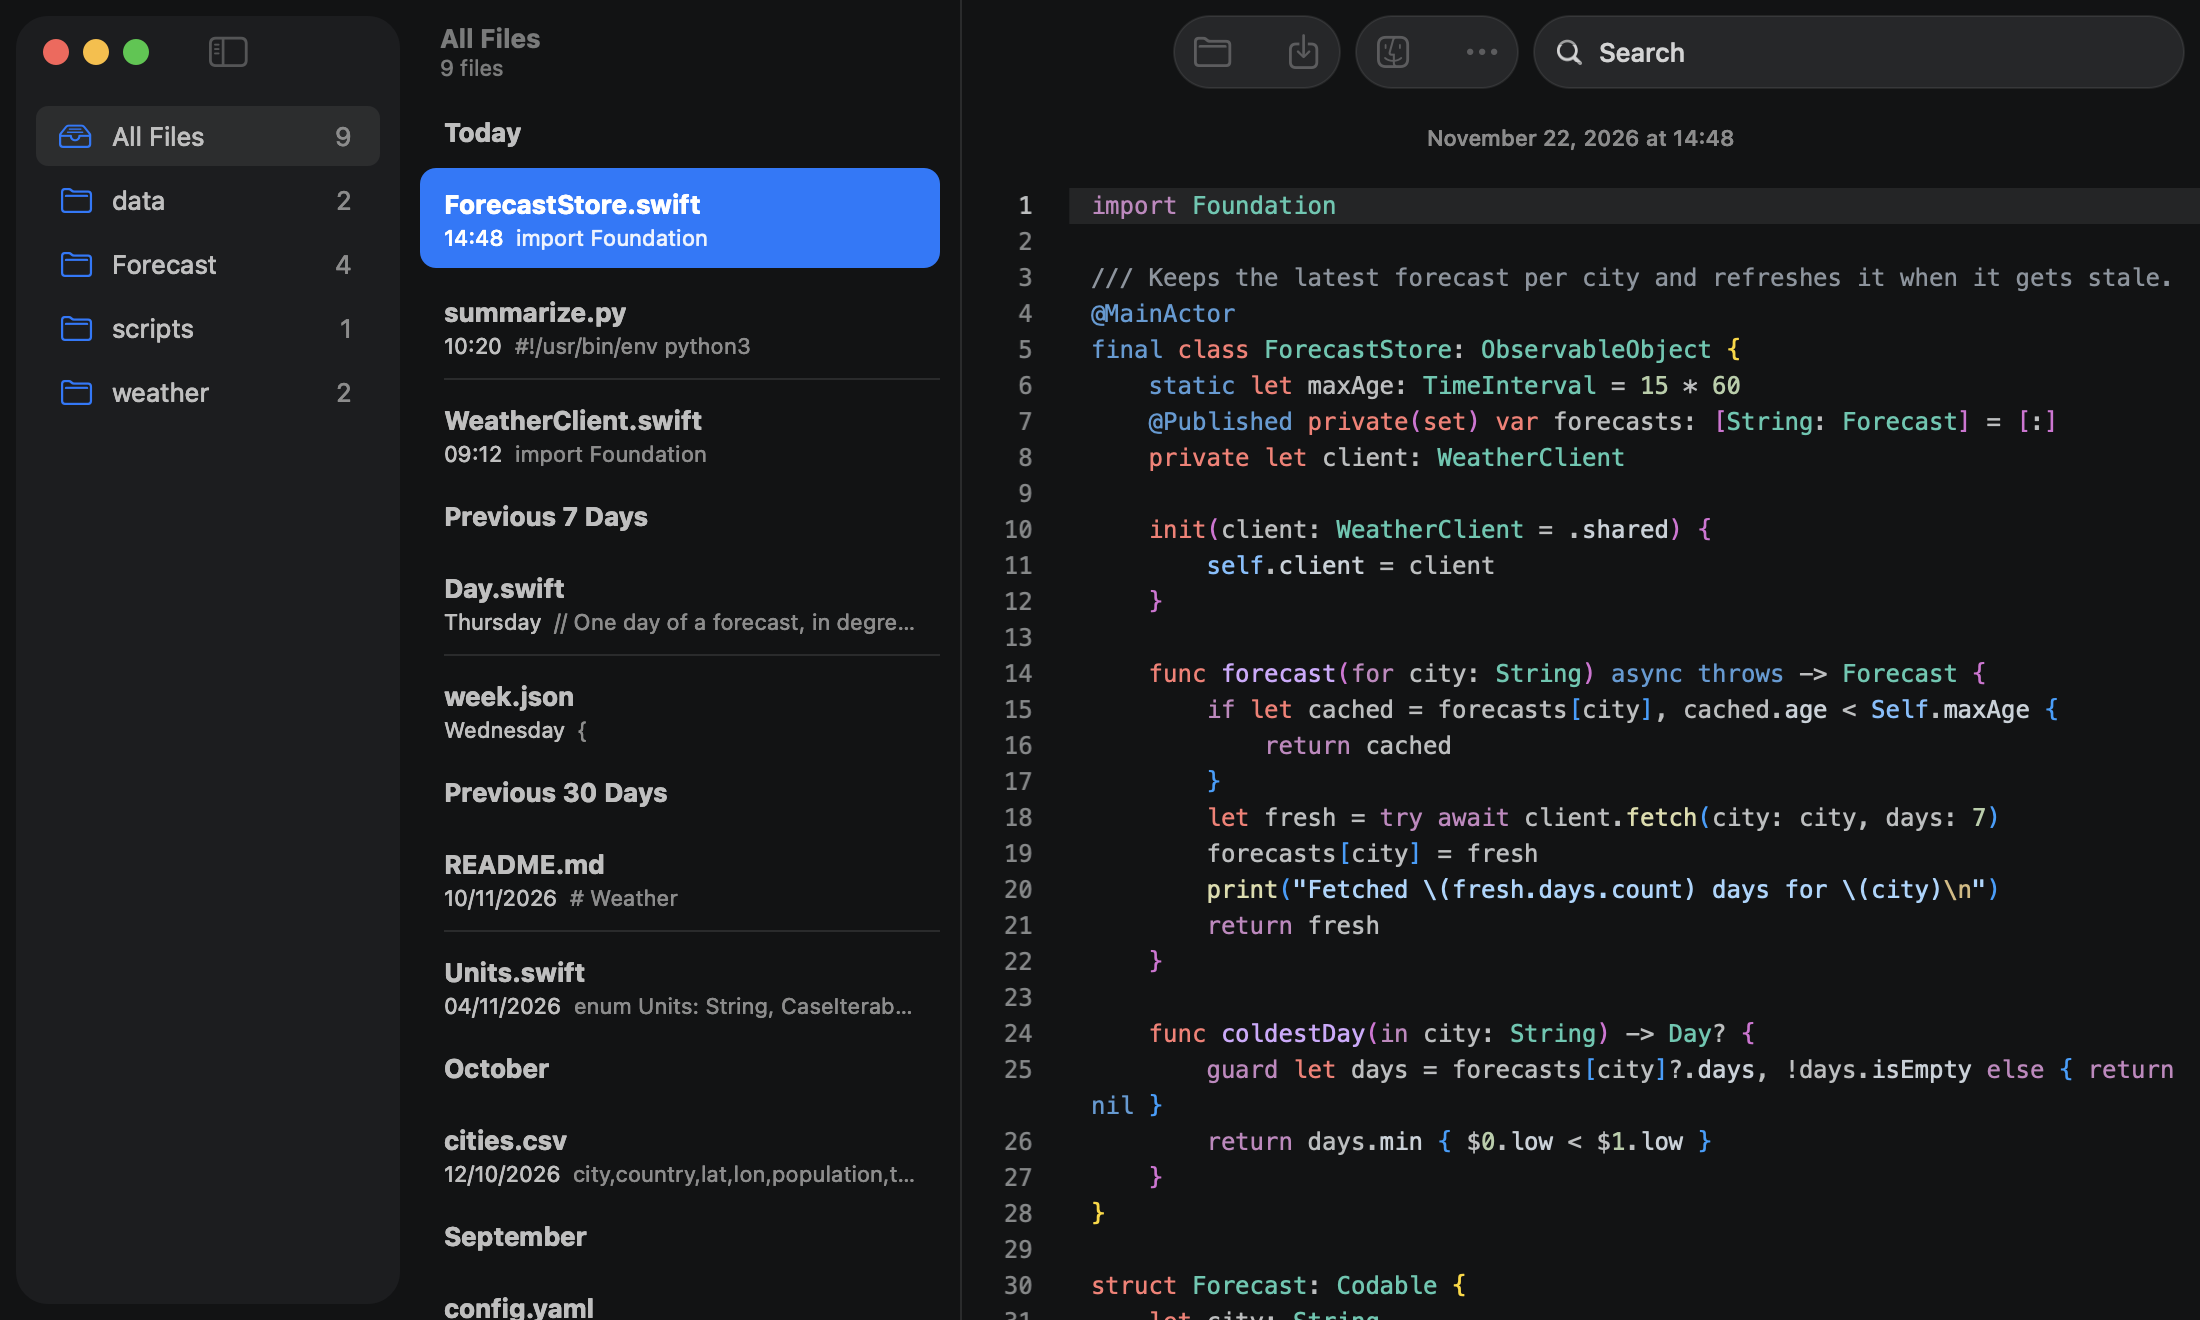 All Files 9
data 2
Forecast 4
scripts 1
weather 2
All Files
9 files
Today
ForecastStore.swift
14:48 import Foundation
summarize.py
10:20 #!/usr/bin/env python3
WeatherClient.swift
09:12 import Foundation
Previous 7 Days
Day.swift
Thursday // One day of a forecast, in degre...
week.json
Wednesday {
Previous 30 Days
README.md
10/11/2026 # Weather
Units.swift
04/11/2026 enum Units: String, CaseIterab...
October
cities.csv
12/10/2026 city,country,lat,lon,population,t...
September
config.yaml
Search
November 22, 2026 at 14:48
1 import Foundation
2
3 /// Keeps the latest forecast per city and refreshes it when it gets stale.
4 @MainActor
5 final class ForecastStore: ObservableObject {
6     static let maxAge: TimeInterval = 15 * 60
7     @Published private(set) var forecasts: [String: Forecast] = [:]
8     private let client: WeatherClient
9
10     init(client: WeatherClient = .shared) {
11         self.client = client
12     }
13
14     func forecast(for city: String) async throws -> Forecast {
15         if let cached = forecasts[city], cached.age < Self.maxAge {
16             return cached
17         }
18         let fresh = try await client.fetch(city: city, days: 7)
19         forecasts[city] = fresh
20         print("Fetched \(fresh.days.count) days for \(city)\n")
21         return fresh
22     }
23
24     func coldestDay(in city: String) -> Day? {
25         guard let days = forecasts[city]?.days, !days.isEmpty else { return
nil }
26         return days.min { $0.low < $1.low }
27     }
28 }
29
30 struct Forecast: Codable {
31     let city: String